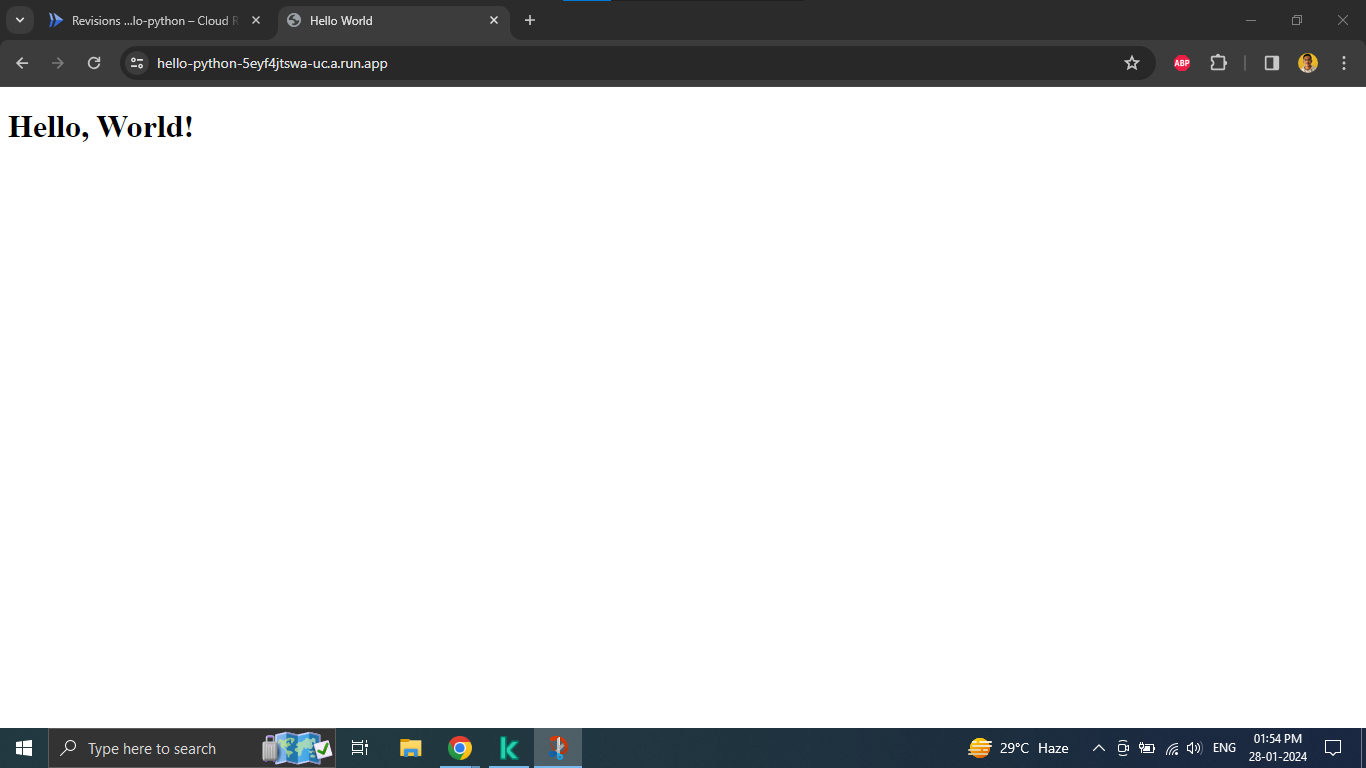 Revisions ...lo-python – Cloud R
Hello World
hello-python-5eyf4jtswa-uc.a.run.app
ABP
Hello, World!
Type here to search
29°C Haze
ENG
01:54 PM
28-01-2024